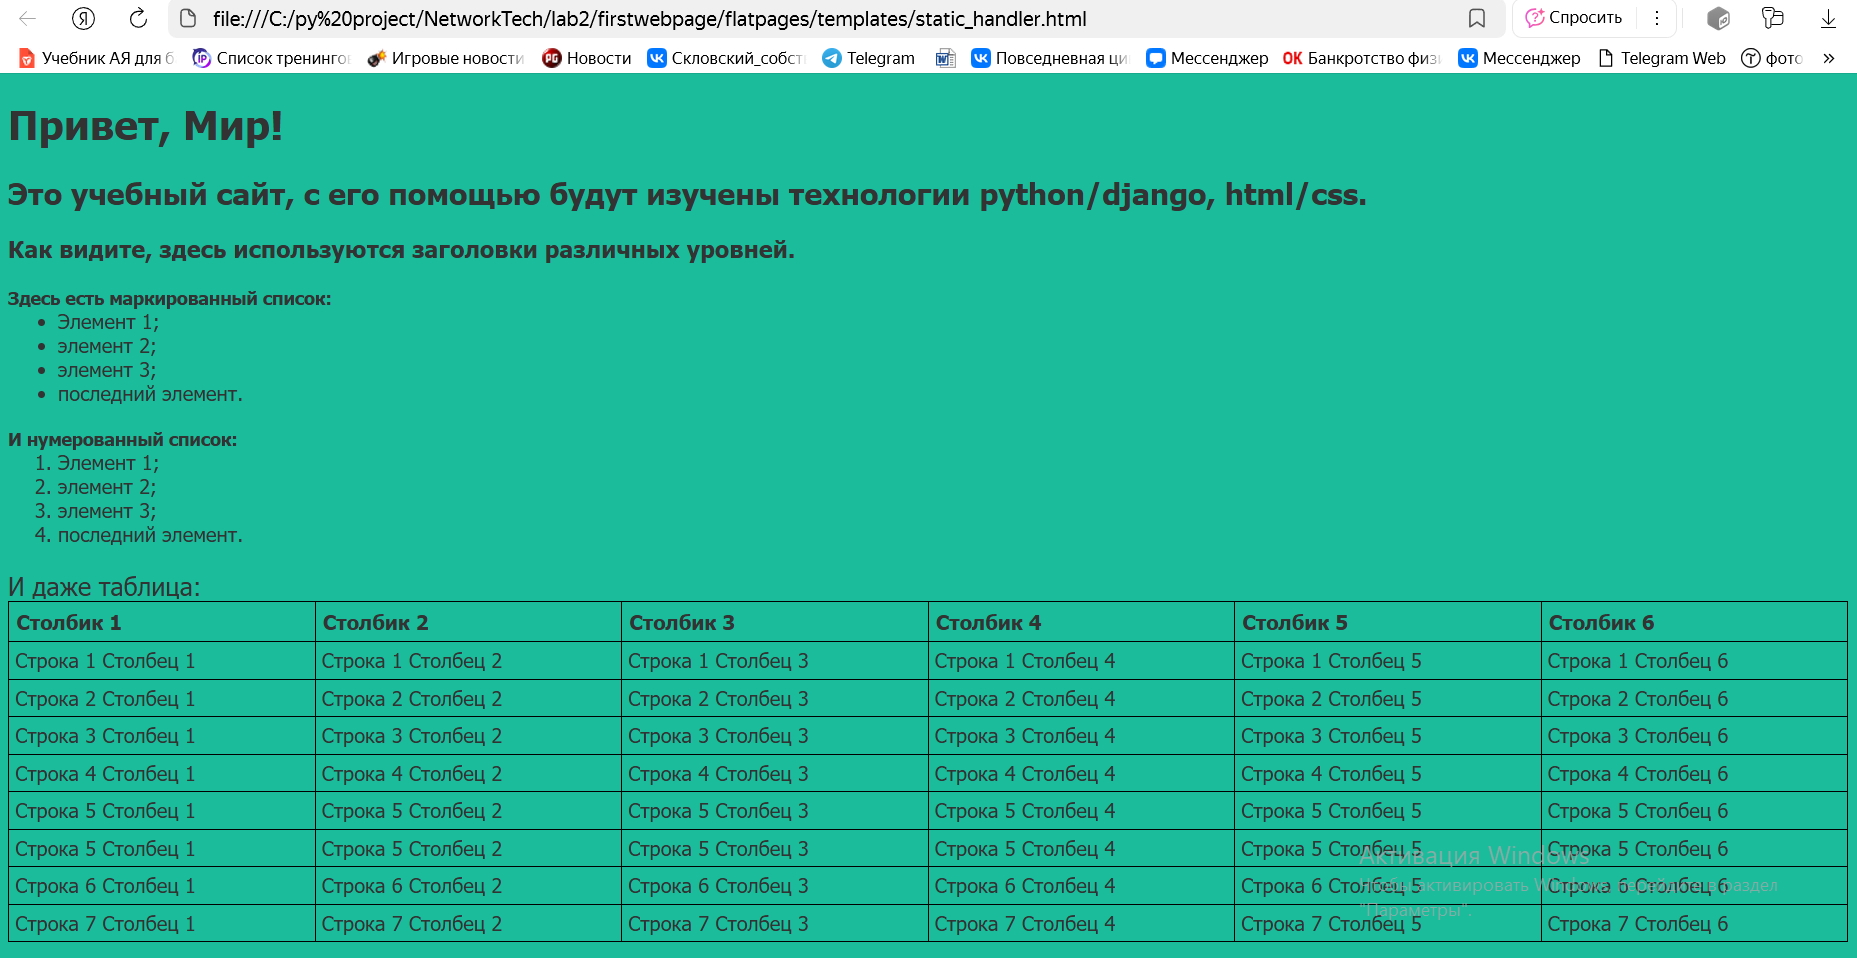 file:///C:/py%20project/NetworkTech/lab2/firstwebpage/flatpages/templates/static_handler.html
Спросить
Учебник АЯ для б
Список тренинго
Игровые новости
Новости
Скловский_собст
Telegram
Повседневная ци
Мессенджер
Банкротство физи
Мессенджер
Telegram Web
фото
Привет, Мир!
Это учебный сайт, с его помощью будут изучены технологии python/django, html/css.
Как видите, здесь используются заголовки различных уровней.
Здесь есть маркированный список:
• Элемент 1;
• элемент 2;
• элемент 3;
• последний элемент.
И нумерованный список:
1. Элемент 1;
2. элемент 2;
3. элемент 3;
4. последний элемент.
И даже таблица:
Столбик 1 Столбик 2 Столбик 3 Столбик 4 Столбик 5 Столбик 6
Строка 1 Столбец 1 Строка 1 Столбец 2 Строка 1 Столбец 3 Строка 1 Столбец 4 Строка 1 Столбец 5 Строка 1 Столбец 6
Строка 2 Столбец 1 Строка 2 Столбец 2 Строка 2 Столбец 3 Строка 2 Столбец 4 Строка 2 Столбец 5 Строка 2 Столбец 6
Строка 3 Столбец 1 Строка 3 Столбец 2 Строка 3 Столбец 3 Строка 3 Столбец 4 Строка 3 Столбец 5 Строка 3 Столбец 6
Строка 4 Столбец 1 Строка 4 Столбец 2 Строка 4 Столбец 3 Строка 4 Столбец 4 Строка 4 Столбец 5 Строка 4 Столбец 6
Строка 5 Столбец 1 Строка 5 Столбец 2 Строка 5 Столбец 3 Строка 5 Столбец 4 Строка 5 Столбец 5 Строка 5 Столбец 6
Строка 5 Столбец 1 Строка 5 Столбец 2 Строка 5 Столбец 3 Строка 5 Столбец 4 Строка 5 Столбец 5 Строка 5 Столбец 6
Строка 6 Столбец 1 Строка 6 Столбец 2 Строка 6 Столбец 3 Строка 6 Столбец 4 Строка 6 Столбец 5 Строка 6 Столбец 6
Строка 7 Столбец 1 Строка 7 Столбец 2 Строка 7 Столбец 3 Строка 7 Столбец 4 Строка 7 Столбец 5 Строка 7 Столбец 6
Активация Windows
Чтобы активировать Windows, перейдите в раздел
"Параметры".